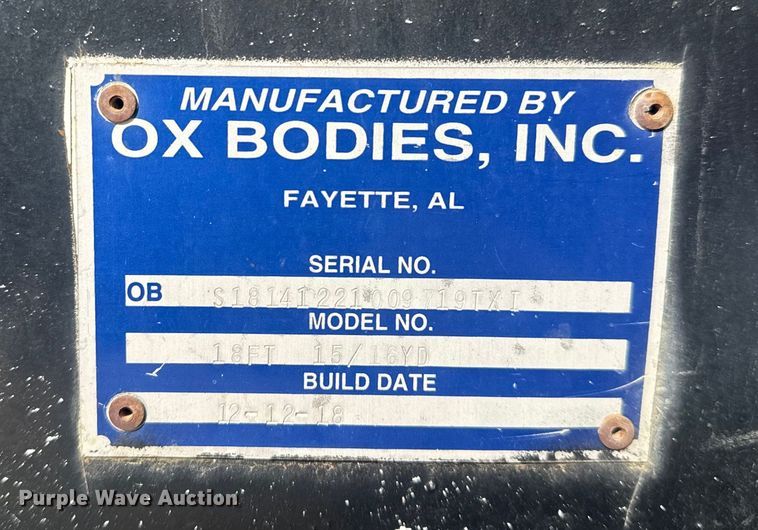 MANUFACTURED BY
OX BODIES, INC.
FAYETTE, AL
SERIAL NO.
OB S18141221009719TXT
MODEL NO.
18FT 15/16YD
BUILD DATE
12-12-18
Purple Wave Auction